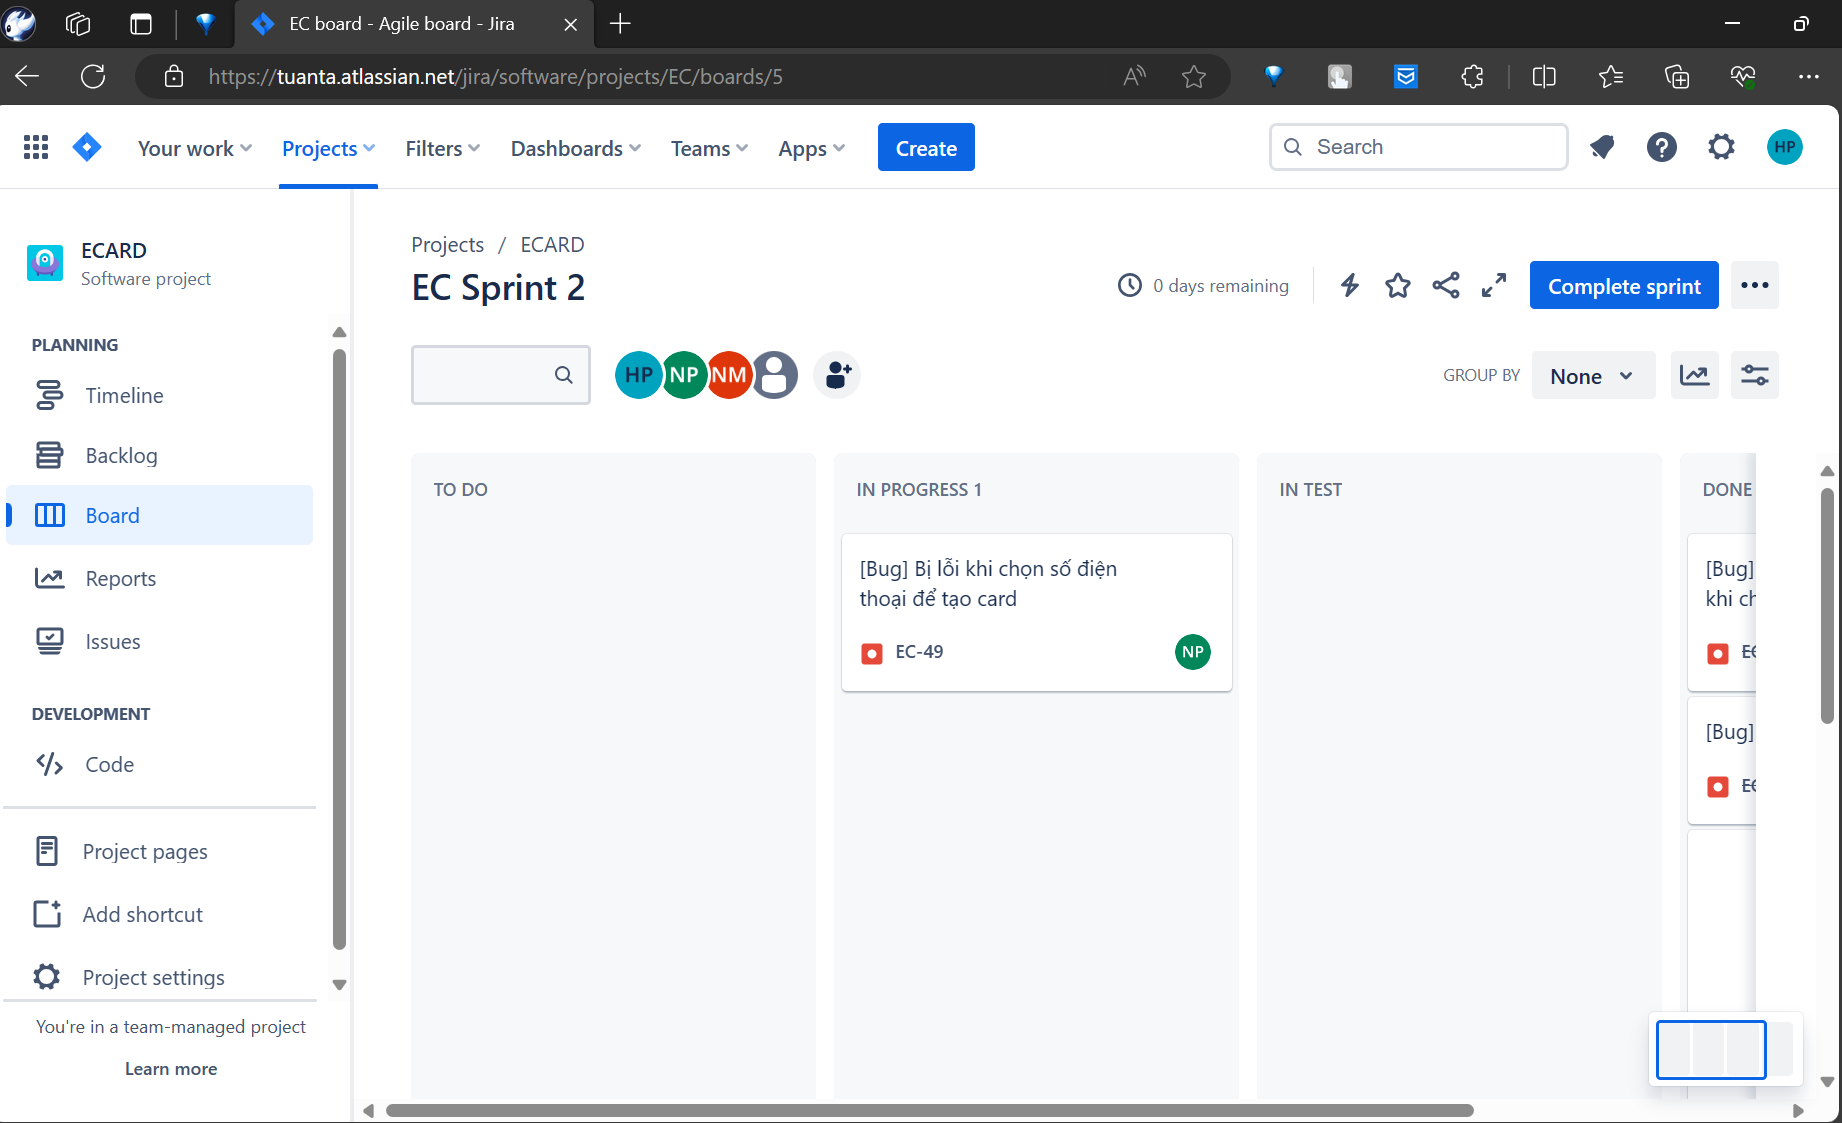 EC board - Agile board - Jira
https://tuanta.atlassian.net/jira/software/projects/EC/boards/5
Your work
Projects
Filters
Dashboards
Teams
Apps
Create
Search
HP
ECARD
Software project
PLANNING
Timeline
Backlog
Board
Reports
Issues
DEVELOPMENT
Code
Project pages
Add shortcut
Project settings
You're in a team-managed project
Learn more
Projects / ECARD
EC Sprint 2
0 days remaining
Complete sprint
HP
NP
NM
GROUP BY
None
TO DO
IN PROGRESS 1
[Bug] Bị lỗi khi chọn số điện
thoại để tạo card
EC-49
NP
IN TEST
DONE
[Bug]
khi ch
[Bug]